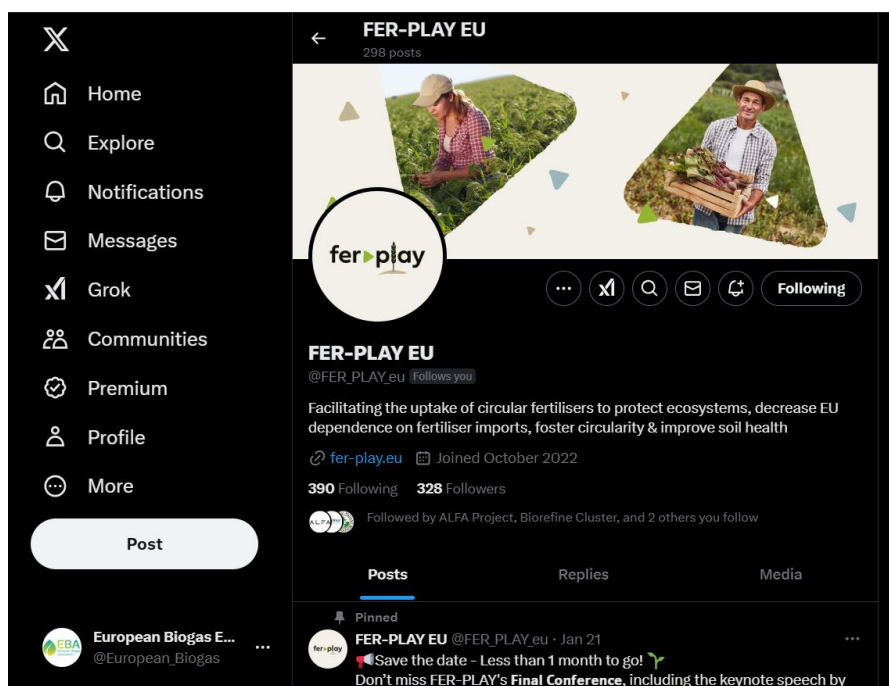 Home
Explore
Notifications
Messages
Grok
Communities
Premium
Profile
More
Post
European Biogas E...
@European_Biogas
FER-PLAY EU
298 posts
fer play
Following
FER-PLAY EU
@FER_PLAY_eu Follows you
Facilitating the uptake of circular fertilisers to protect ecosystems, decrease EU
dependence on fertiliser imports, foster circularity & improve soil health
fer-play.eu Joined October 2022
390 Following 328 Followers
ALFA
Followed by ALFA Project, Biorefine Cluster, and 2 others you follow
Posts Replies Media
Pinned
fer play
FER-PLAY EU @FER_PLAY_eu · Jan 21
Save the date - Less than 1 month to go!
Don't miss FER-PLAY's Final Conference, including the keynote speech by
EBA